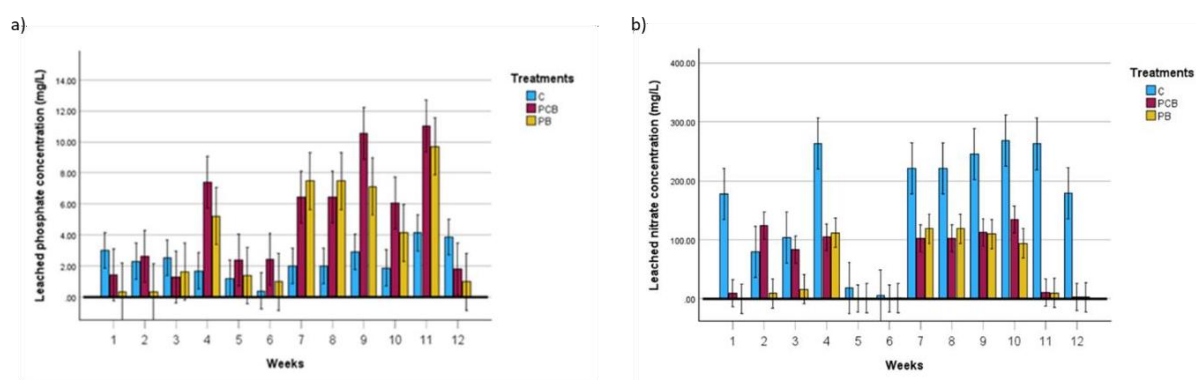 a)
Leached phosphate concentration (mg/L)
14.00
12.00
10.00
8.00
6.00
4.00
2.00
.00
1 2 3 4 5 6 7 8 9 10 11 12
Weeks
Treatments
C
PCB
PB
b)
Leached nitrate concentration (mg/L)
400.00
300.00
200.00
100.00
.00
1 2 3 4 5 6 7 8 9 10 11 12
Weeks
Treatments
C
PCB
PB